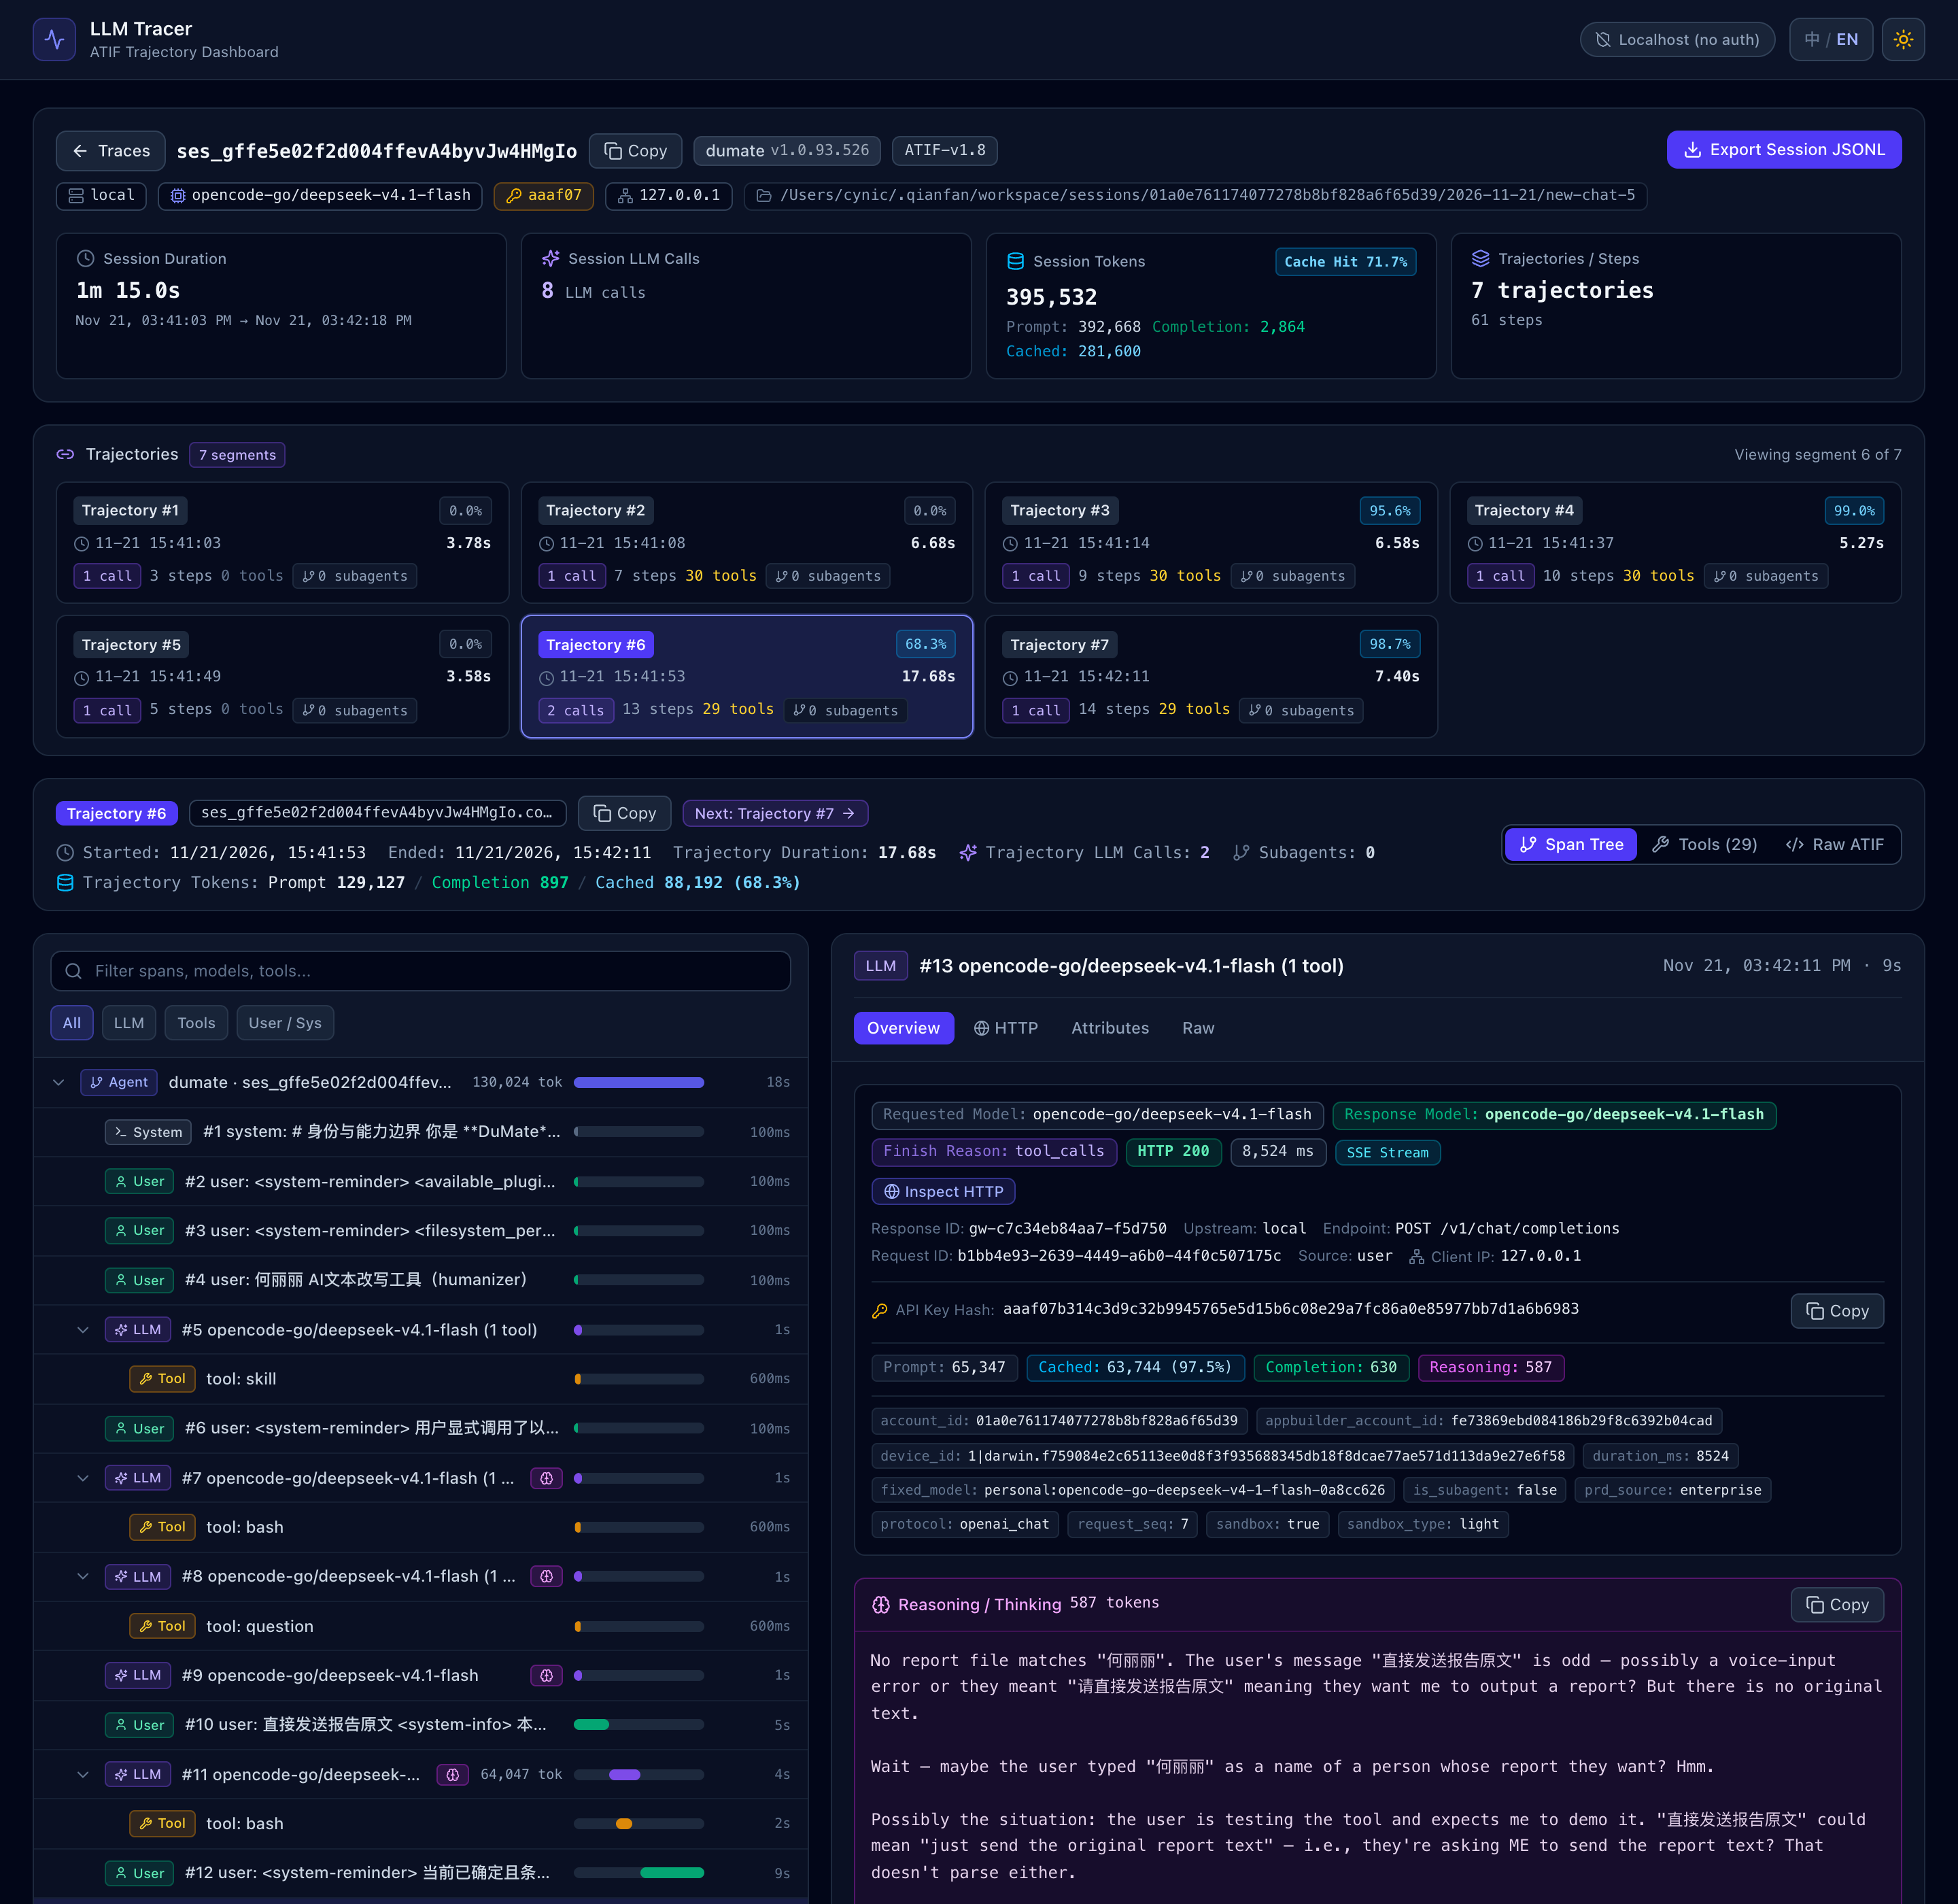 LLM Tracer
ATIF Trajectory Dashboard
Localhost (no auth)
中 / EN
Traces
ses_gffe5e02f2d004ffevA4byvJw4HMgIo
Copy
dumate v1.0.93.526
ATIF-v1.8
Export Session JSONL
local
opencode-go/deepseek-v4.1-flash
aaaf07
127.0.0.1
/Users/cynic/.qianfan/workspace/sessions/01a0e761174077278b8bf828a6f65d39/2026-11-21/new-chat-5
Session Duration
1m 15.0s
Nov 21, 03:41:03 PM → Nov 21, 03:42:18 PM
Session LLM Calls
8 LLM calls
Session Tokens
Cache Hit 71.7%
395,532
Prompt: 392,668 Completion: 2,864
Cached: 281,600
Trajectories / Steps
7 trajectories
61 steps
Trajectories 7 segments
Viewing segment 6 of 7
Trajectory #1 0.0%
11-21 15:41:03 3.78s
1 call 3 steps 0 tools 0 subagents
Trajectory #2 0.0%
11-21 15:41:08 6.68s
1 call 7 steps 30 tools 0 subagents
Trajectory #3 95.6%
11-21 15:41:14 6.58s
1 call 9 steps 30 tools 0 subagents
Trajectory #4 99.0%
11-21 15:41:37 5.27s
1 call 10 steps 30 tools 0 subagents
Trajectory #5 0.0%
11-21 15:41:49 3.58s
1 call 5 steps 0 tools 0 subagents
Trajectory #6 68.3%
11-21 15:41:53 17.68s
2 calls 13 steps 29 tools 0 subagents
Trajectory #7 98.7%
11-21 15:42:11 7.40s
1 call 14 steps 29 tools 0 subagents
Trajectory #6 ses_gffe5e02f2d004ffevA4byvJw4HMgIo.co… Copy Next: Trajectory #7 →
Started: 11/21/2026, 15:41:53 Ended: 11/21/2026, 15:42:11 Trajectory Duration: 17.68s Trajectory LLM Calls: 2 Subagents: 0
Trajectory Tokens: Prompt 129,127 / Completion 897 / Cached 88,192 (68.3%)
Span Tree Tools (29) </> Raw ATIF
Filter spans, models, tools...
All LLM Tools User / Sys
Agent dumate · ses_gffe5e02f2d004ffev... 130,024 tok 18s
System #1 system: # 身份与能力边界 你是 **DuMate*... 100ms
User #2 user: <system-reminder> <available_plugi... 100ms
User #3 user: <system-reminder> <filesystem_per... 100ms
User #4 user: 何丽丽 AI文本改写工具（humanizer） 100ms
LLM #5 opencode-go/deepseek-v4.1-flash (1 tool) 1s
Tool tool: skill 600ms
User #6 user: <system-reminder> 用户显式调用了以... 100ms
LLM #7 opencode-go/deepseek-v4.1-flash (1 ... 1s
Tool tool: bash 600ms
LLM #8 opencode-go/deepseek-v4.1-flash (1 ... 1s
Tool tool: question 600ms
LLM #9 opencode-go/deepseek-v4.1-flash 1s
User #10 user: 直接发送报告原文 <system-info> 本... 5s
LLM #11 opencode-go/deepseek-... 64,047 tok 4s
Tool tool: bash 2s
User #12 user: <system-reminder> 当前已确定且条... 9s
LLM #13 opencode-go/deepseek-v4.1-flash (1 tool)
Nov 21, 03:42:11 PM · 9s
Overview HTTP Attributes Raw
Requested Model: opencode-go/deepseek-v4.1-flash Response Model: opencode-go/deepseek-v4.1-flash
Finish Reason: tool_calls HTTP 200 8,524 ms SSE Stream
Inspect HTTP
Response ID: gw-c7c34eb84aa7-f5d750 Upstream: local Endpoint: POST /v1/chat/completions
Request ID: b1bb4e93-2639-4449-a6b0-44f0c507175c Source: user Client IP: 127.0.0.1
API Key Hash: aaaf07b314c3d9c32b9945765e5d15b6c08e29a7fc86a0e85977bb7d1a6b6983 Copy
Prompt: 65,347 Cached: 63,744 (97.5%) Completion: 630 Reasoning: 587
account_id: 01a0e761174077278b8bf828a6f65d39 appbuilder_account_id: fe73869ebd084186b29f8c6392b04cad
device_id: 1|darwin.f759084e2c65113ee0d8f3f935688345db18f8dcae77ae571d113da9e27e6f58 duration_ms: 8524
fixed_model: personal:opencode-go-deepseek-v4-1-flash-0a8cc626 is_subagent: false prd_source: enterprise
protocol: openai_chat request_seq: 7 sandbox: true sandbox_type: light
Reasoning / Thinking 587 tokens Copy
No report file matches "何丽丽". The user's message "直接发送报告原文" is odd — possibly a voice-input
error or they meant "请直接发送报告原文" meaning they want me to output a report? But there is no original
text.
Wait — maybe the user typed "何丽丽" as a name of a person whose report they want? Hmm.
Possibly the situation: the user is testing the tool and expects me to demo it. "直接发送报告原文" could
mean "just send the original report text" — i.e., they're asking ME to send the report text? That
doesn't parse either.